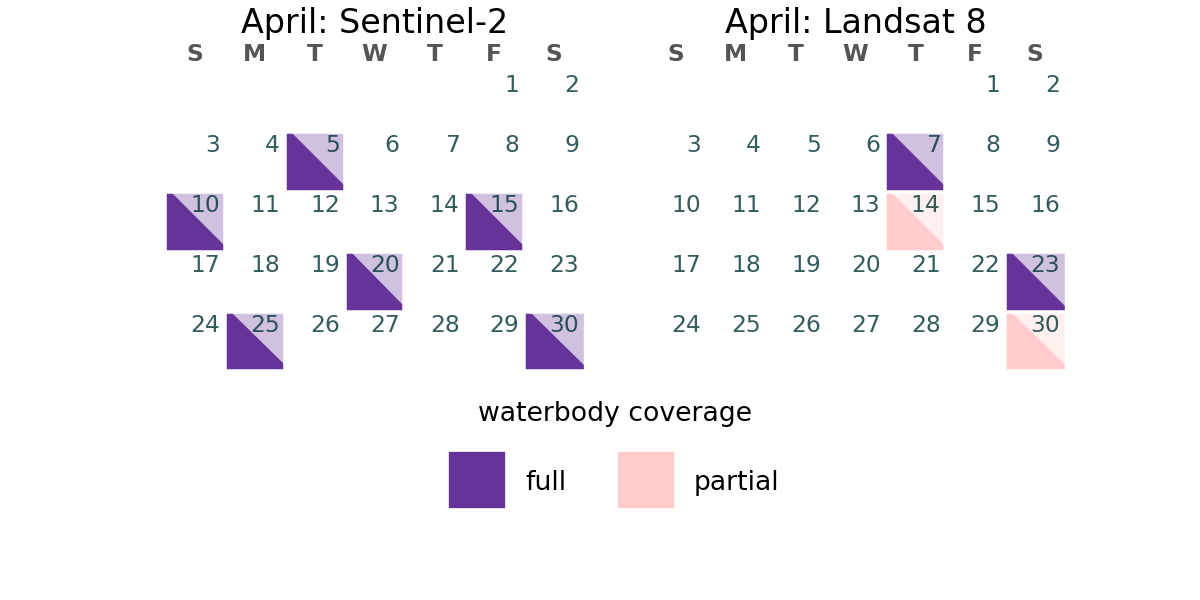 April: Sentinel-2
S M T W T F S
1 2
3 4 5 6 7 8 9
10 11 12 13 14 15 16
17 18 19 20 21 22 23
24 25 26 27 28 29 30
April: Landsat 8
S M T W T F S
1 2
3 4 5 6 7 8 9
10 11 12 13 14 15 16
17 18 19 20 21 22 23
24 25 26 27 28 29 30
waterbody coverage
full
partial